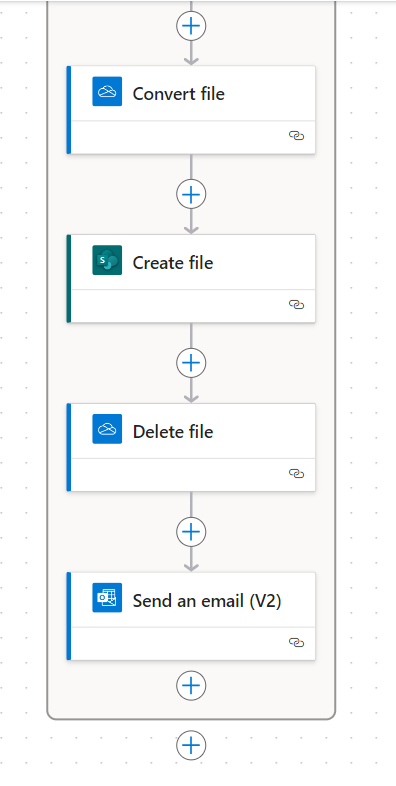 Convert file
S
Create file
Delete file
Send an email (V2)